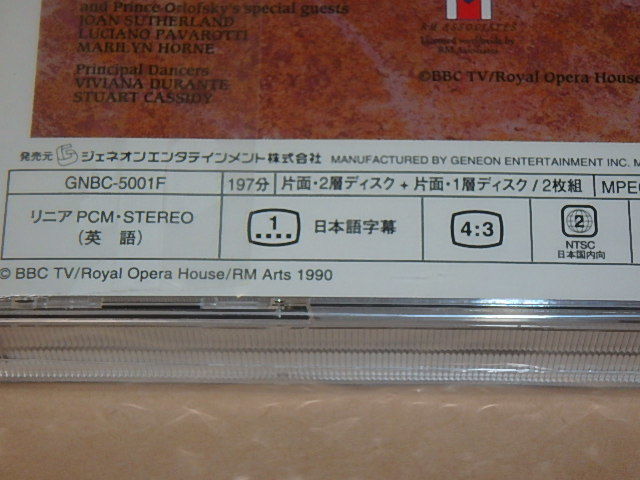 and Prince Orlofsky's special guests
JOAN SUTHERLAND
LUCIANO PAVAROTTI
MARILYN HORNE
Principal Dancers
VIVIANA DURANTE
STUART CASSIDY
RM ASSOCIATES
RM Associates
©BBC TV/Royal Opera House
発売元 ジェネオンエンタテインメント株式会社 MANUFACTURED BY GENEON ENTERTAINMENT INC. M
GNBC-5001F 197分 片面・2層ディスク + 片面・1層ディスク / 2枚組 MPEG
リニア PCM・STEREO
(英 語)
1
日本語字幕
4:3
2
NTSC
日本国内向
© BBC TV/Royal Opera House/RM Arts 1990